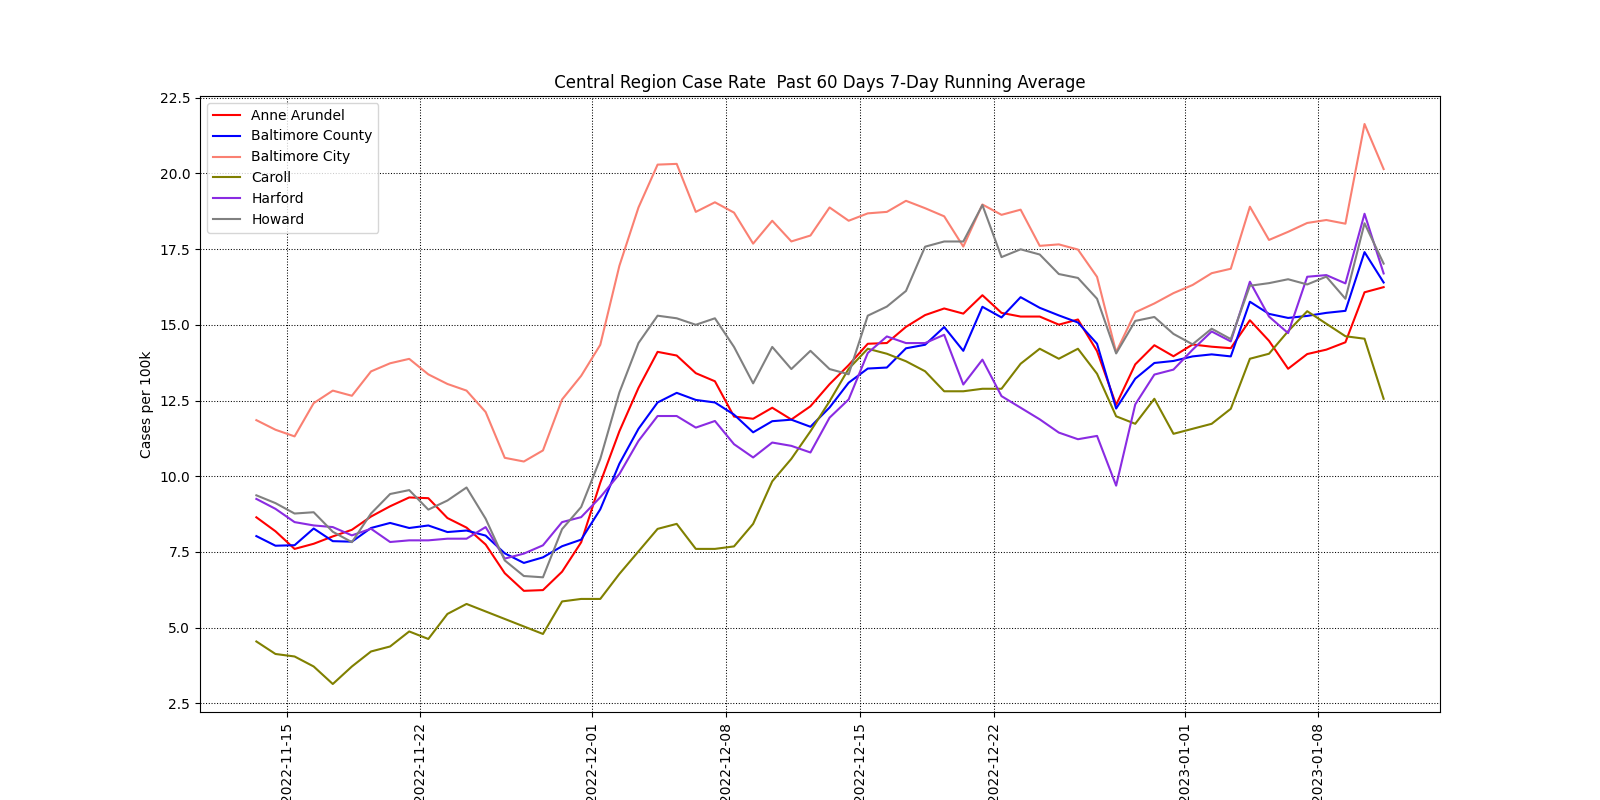 Central Region Case Rate  Past 60 Days 7-Day Running Average
22.5
20.0
17.5
15.0
12.5
10.0
7.5
5.0
2.5
Cases per 100k
Anne Arundel
Baltimore County
Baltimore City
Caroll
Harford
Howard
2022-11-15
2022-11-22
2022-12-01
2022-12-08
2022-12-15
2022-12-22
2023-01-01
2023-01-08